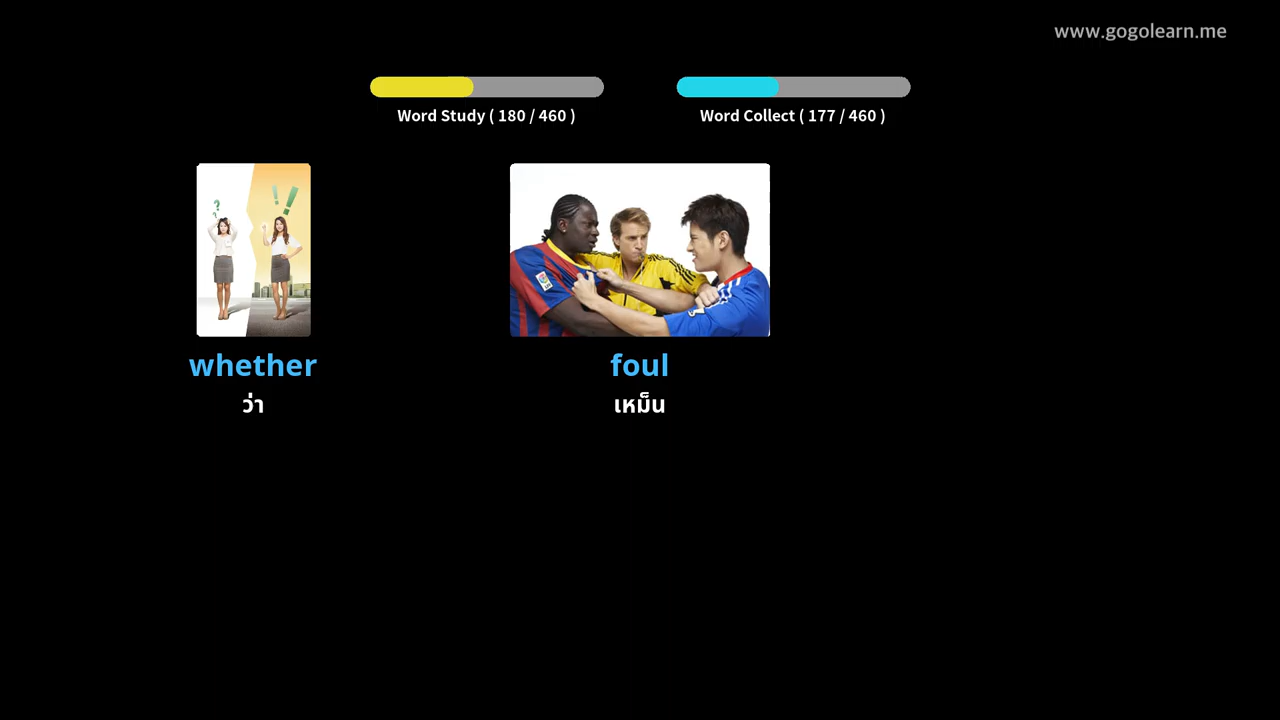 www.gogolearn.me
Word Study ( 180 / 460 )
Word Collect ( 177 / 460 )
whether
ว่า
foul
เหม็น